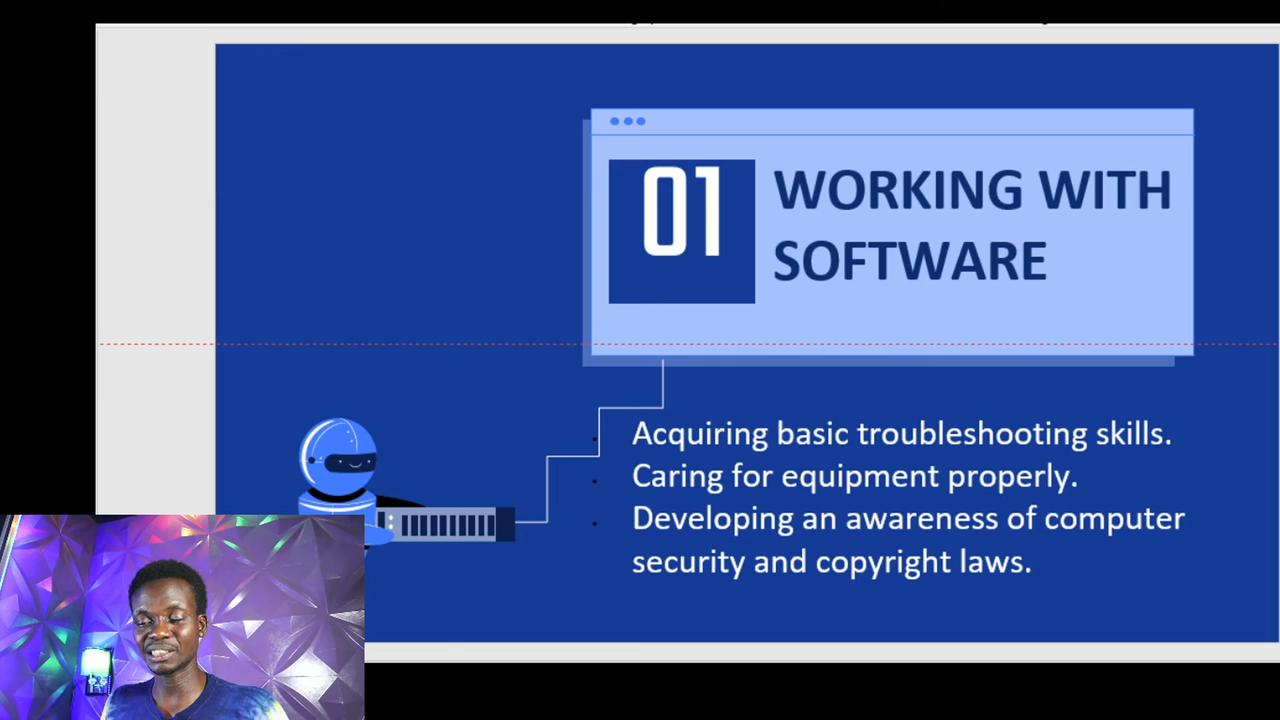 01
WORKING WITH
SOFTWARE
Acquiring basic troubleshooting skills.
Caring for equipment properly.
Developing an awareness of computer
security and copyright laws.